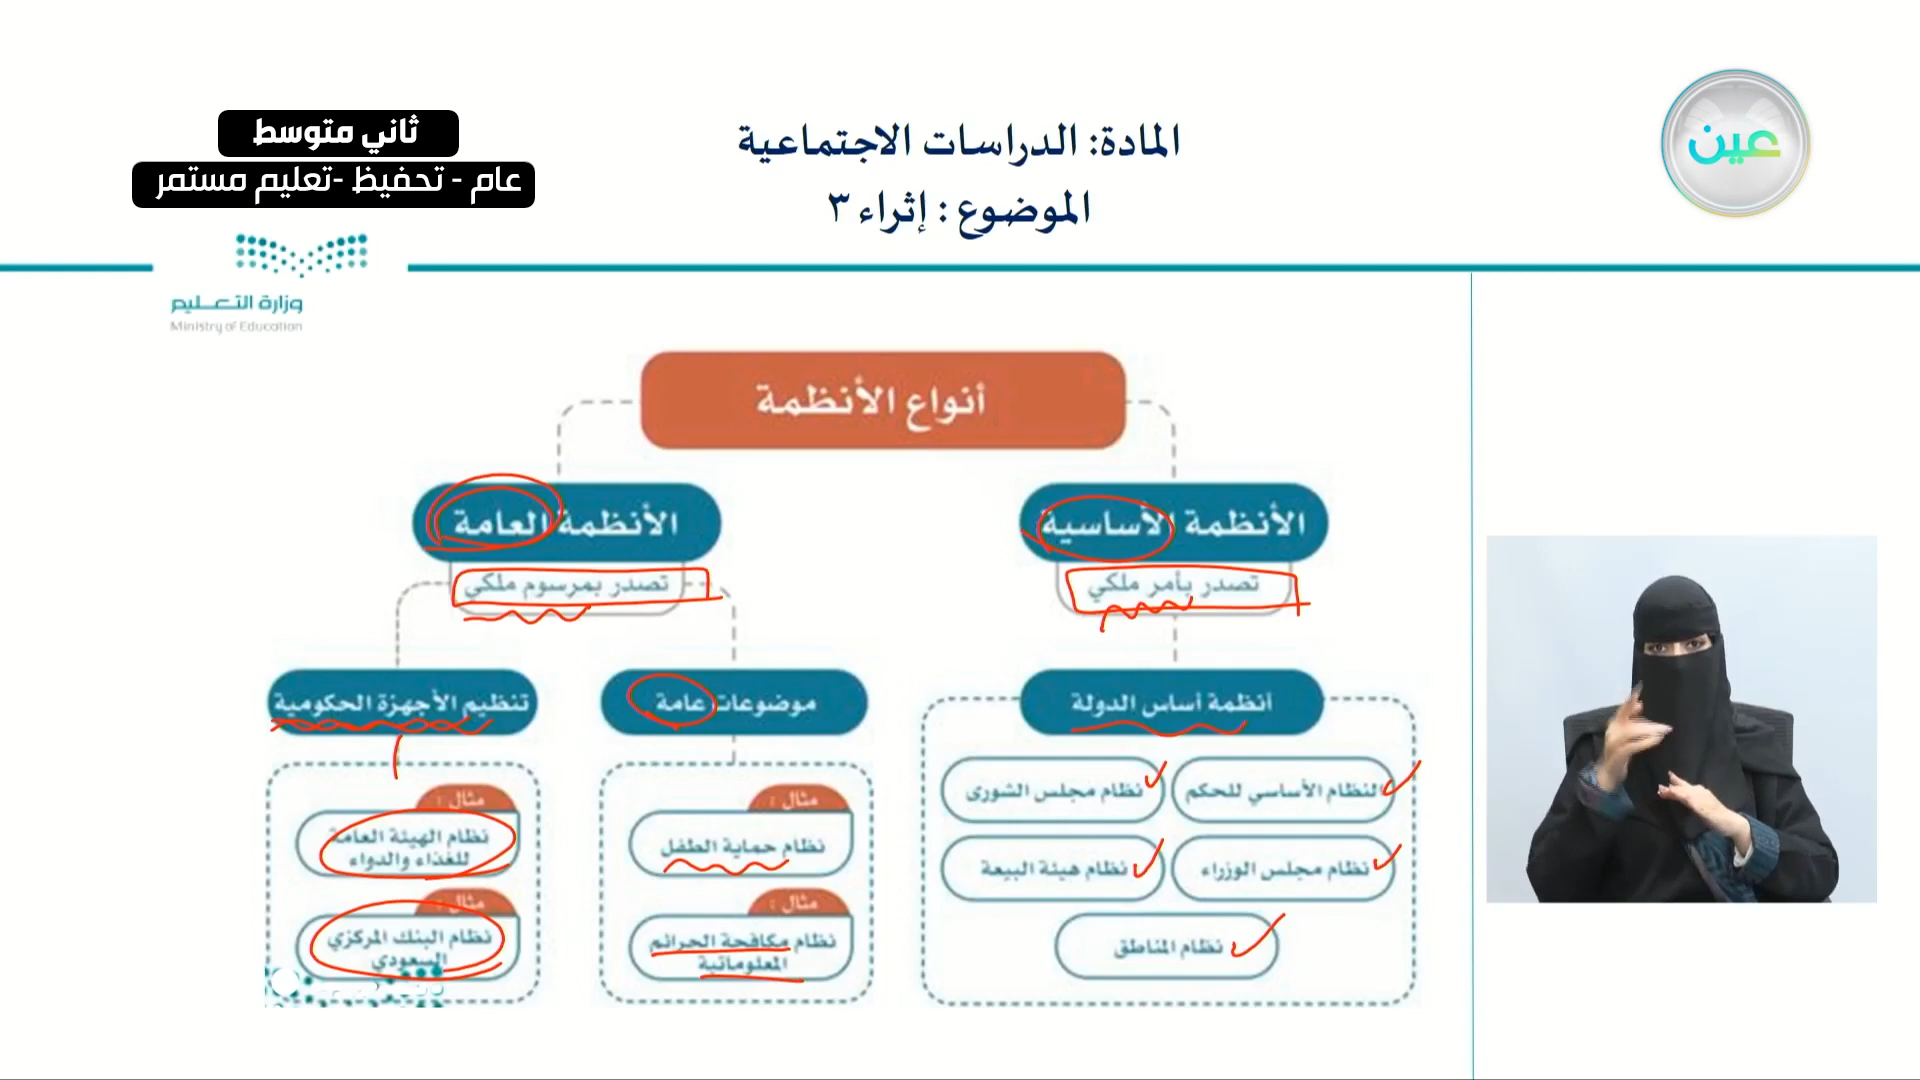 المادة: الدراسات الاجتماعية
الموضوع : إثراء ٣
عين
ثاني متوسط
عام - تحفيظ -تعليم مستمر
وزارة التعـــليم
Ministry of Education
أنواع الأنظمة
الأنظمة الأساسية
تصدر بأمر ملكي
أنظمة أساس الدولة
النظام الأساسي للحكم
نظام مجلس الشورى
نظام مجلس الوزراء
نظام هيئة البيعة
نظام المناطق
الأنظمة العامة
تصدر بمرسوم ملكي
موضوعات عامة
مثال :
نظام حماية الطفل
مثال :
نظام مكافحة الجرائم
المعلوماتية
تنظيم الأجهزة الحكومية
مثال :
نظام الهيئة العامة
للغذاء والدواء
مثال :
نظام البنك المركزي
السعودي